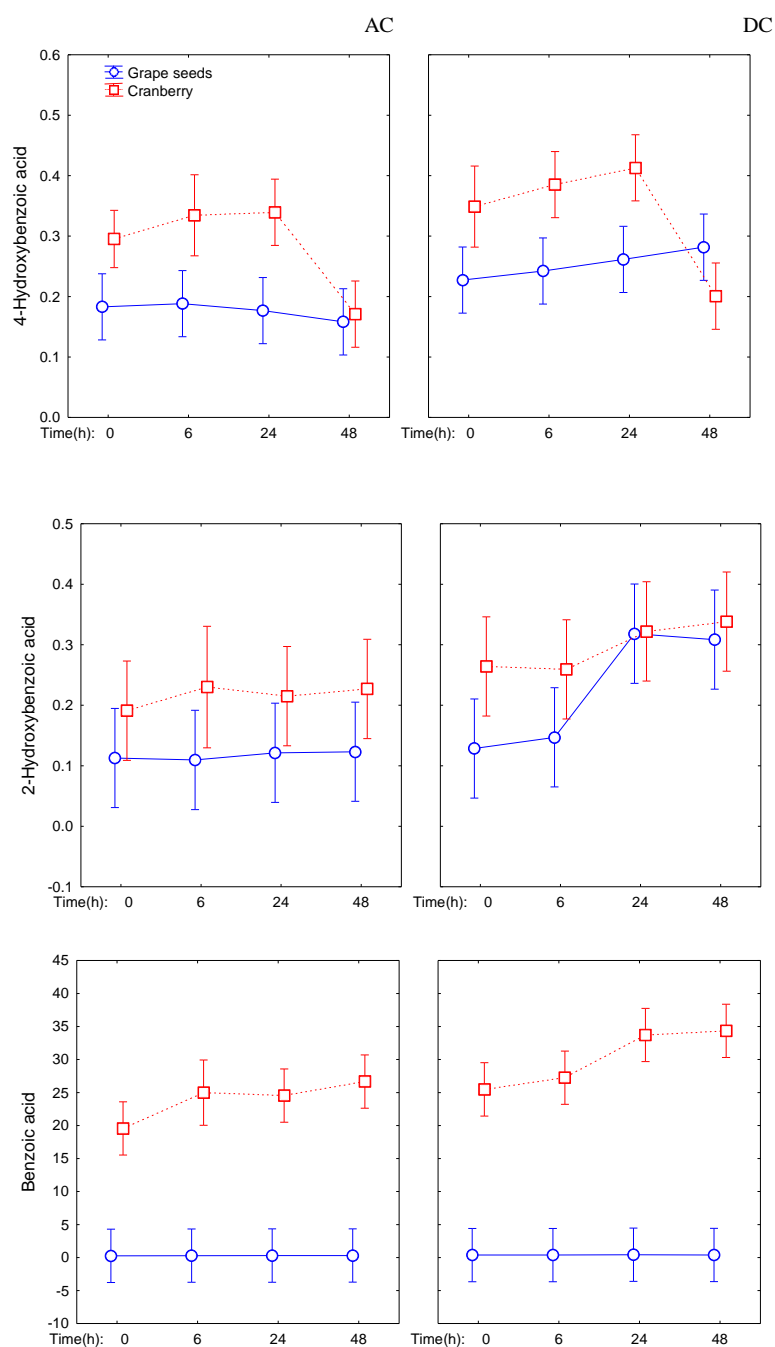 AC DC
0.6
Grape seeds
Cranberry
0.5
0.4
4-Hydroxybenzoic acid
0.3
0.2
0.1
0.0
Time(h): 0 6 24 48 Time(h): 0 6 24 48
0.5
0.4
0.3
2-Hydroxybenzoic acid
0.2
0.1
0.0
-0.1
Time(h): 0 6 24 48 Time(h): 0 6 24 48
45
40
35
30
25
20
Benzoic acid
15
10
5
0
-5
-10
Time(h): 0 6 24 48 Time(h): 0 6 24 48